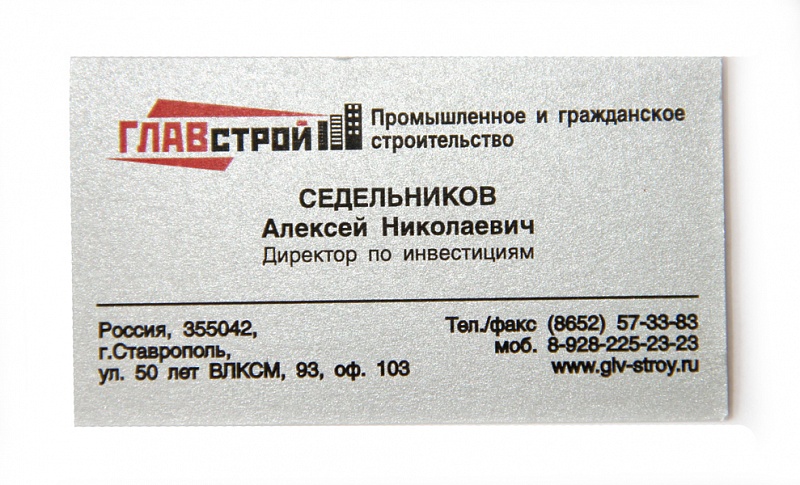 ГЛАВСТРОЙ
Промышленное и гражданское
строительство
СЕДЕЛЬНИКОВ
Алексей Николаевич
Директор по инвестициям
Россия, 355042,
г.Ставрополь,
ул. 50 лет ВЛКСМ, 93, оф. 103
Тел./факс (8652) 57-33-83
моб. 8-928-225-23-23
www.glv-stroy.ru